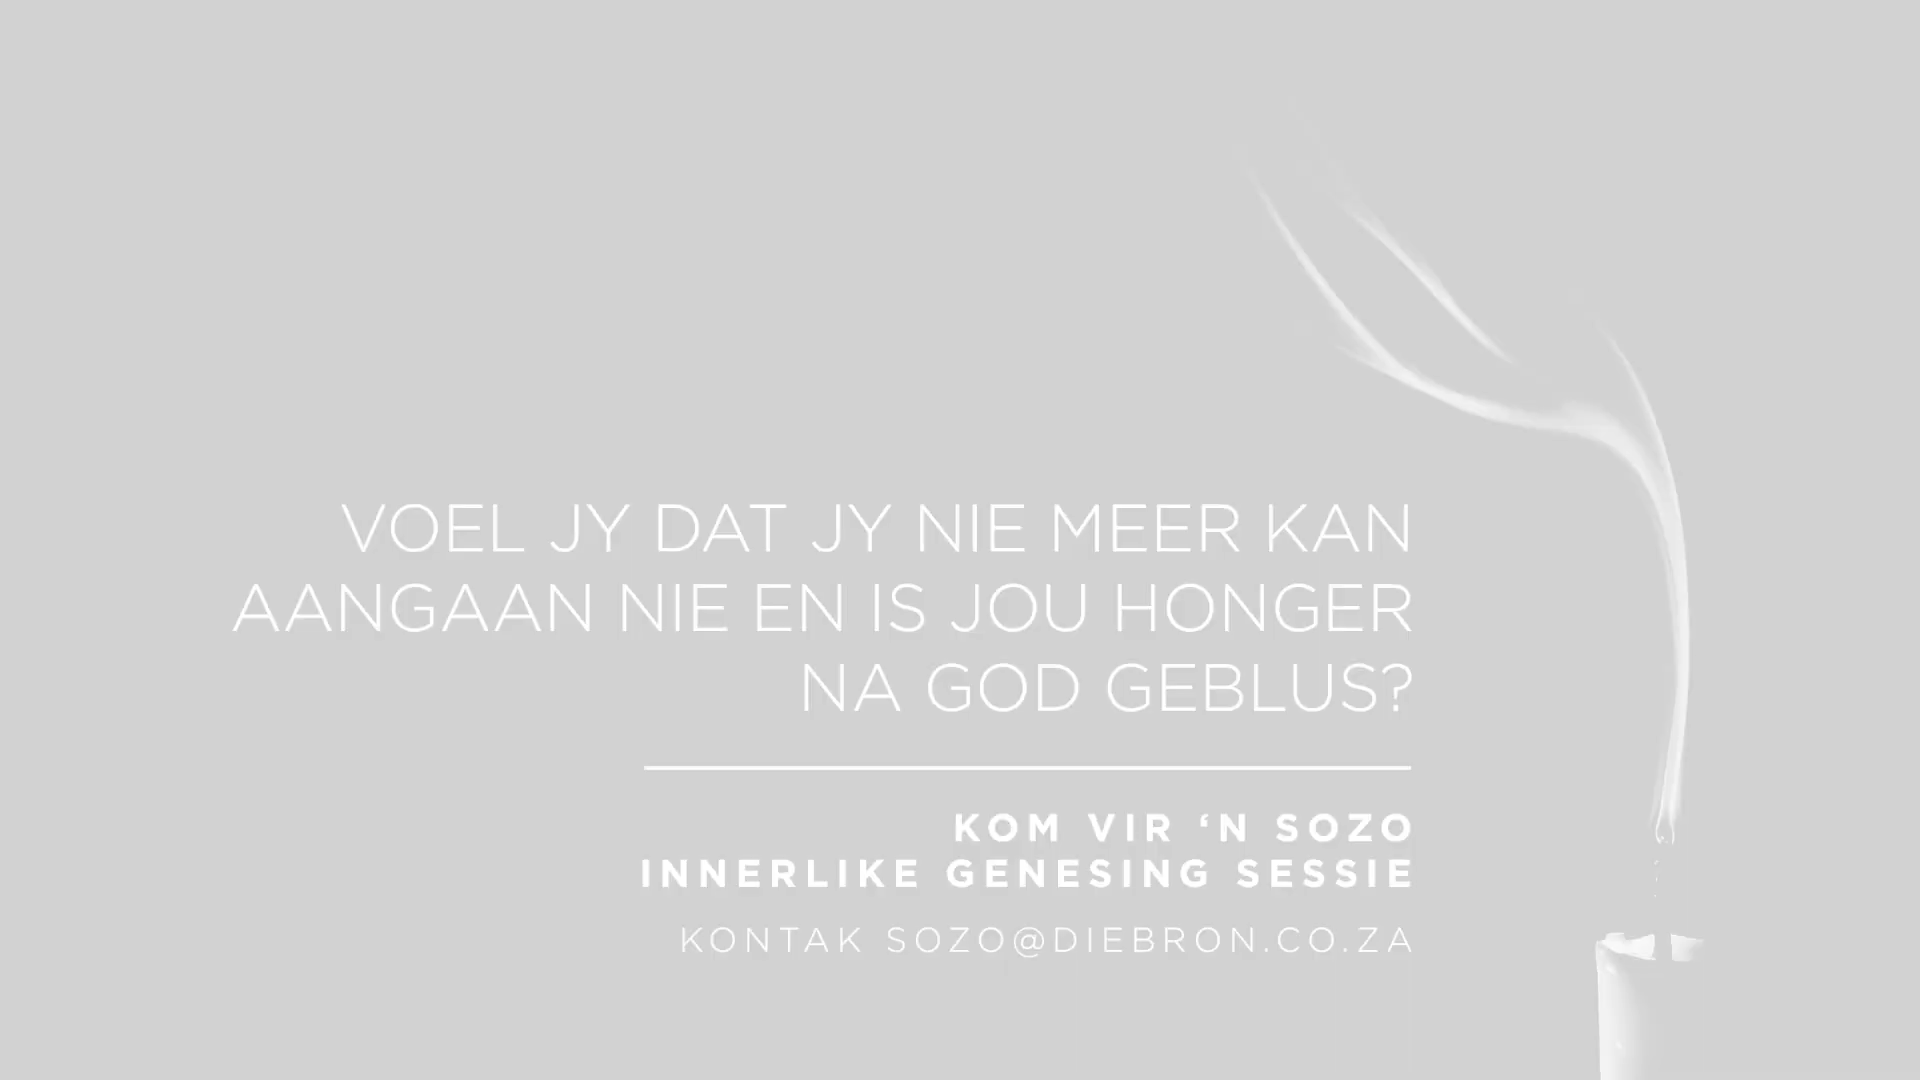 VOEL JY DAT JY NIE MEER KAN
AANGAAN NIE EN IS JOU HONGER
NA GOD GEBLUS?
KOM VIR ‘N SOZO
INNERLIKE GENESING SESSIE
KONTAK SOZO@DIEBRON.CO.ZA